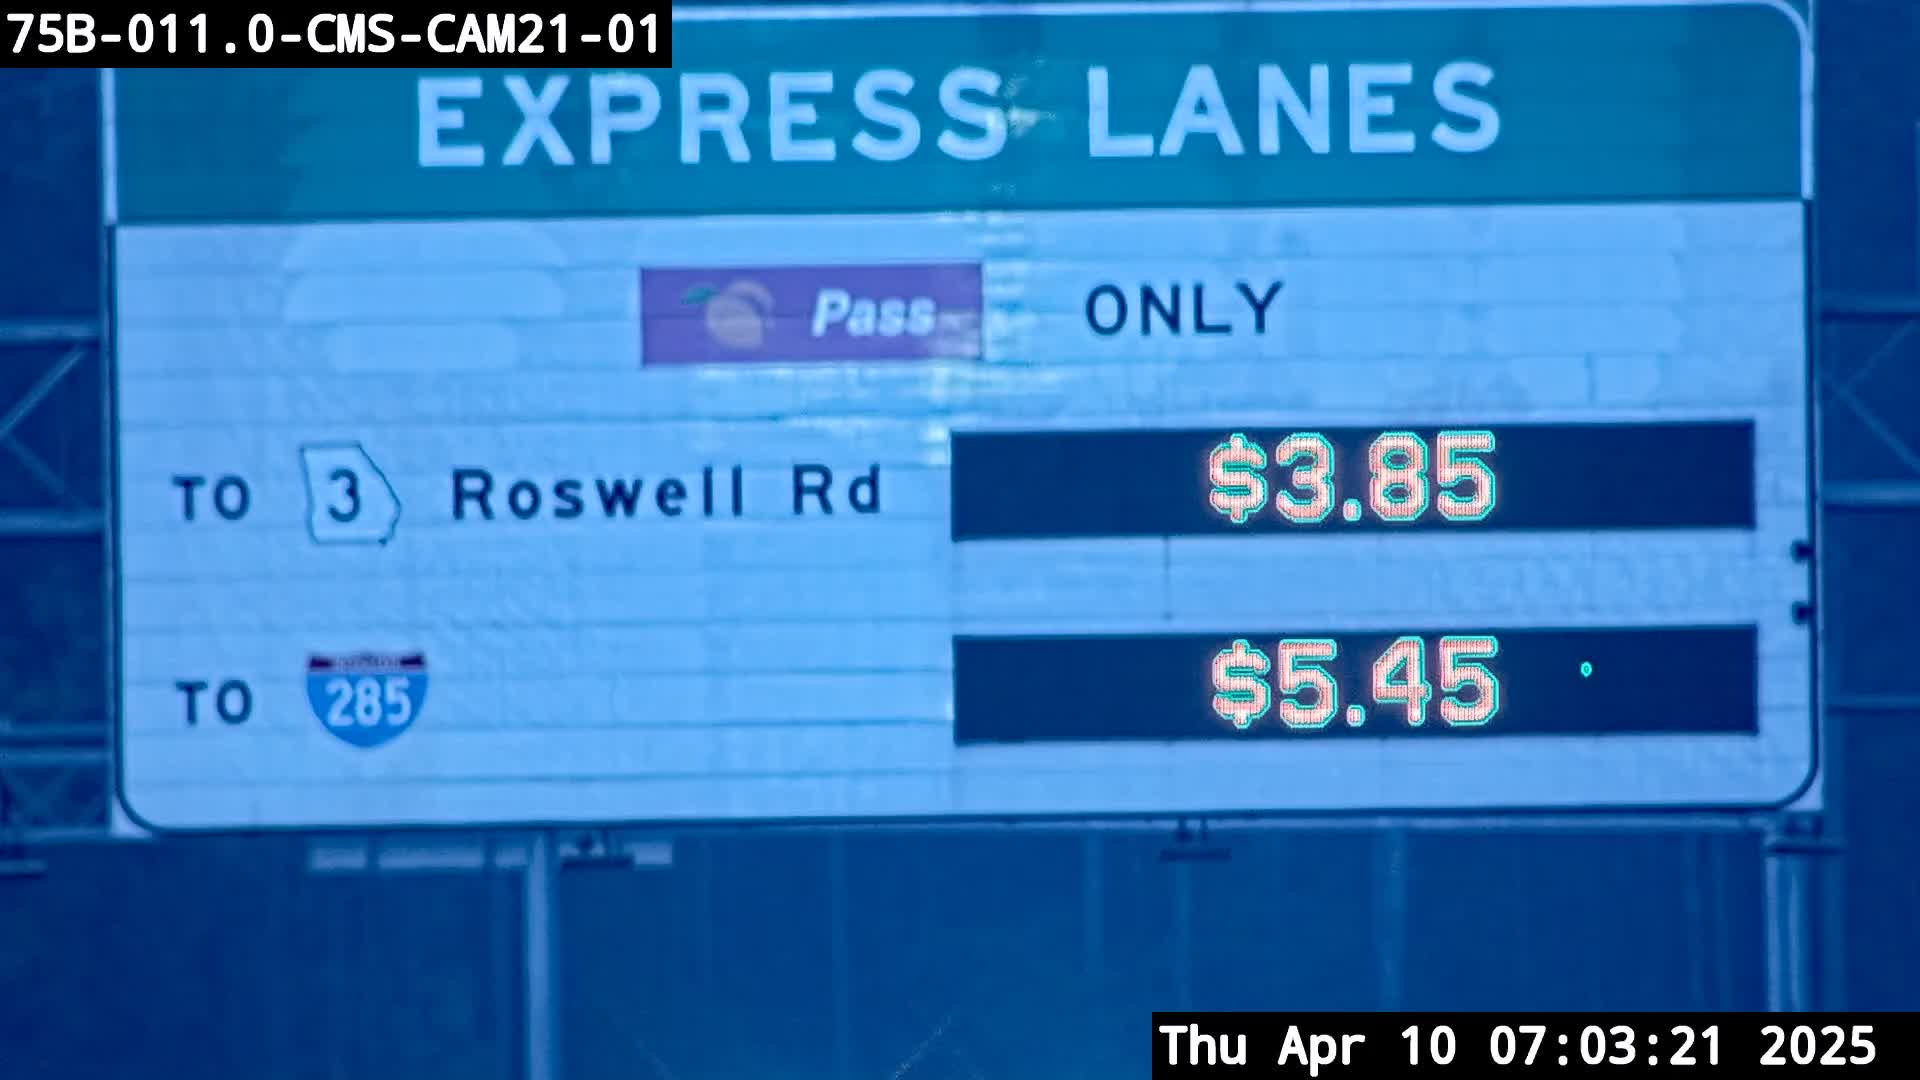 75B-011.0-CMS-CAM21-01
EXPRESS LANES
Pass ONLY
TO 3 Roswell Rd $3.85
TO 285 $5.45
Thu Apr 10 07:03:21 2025